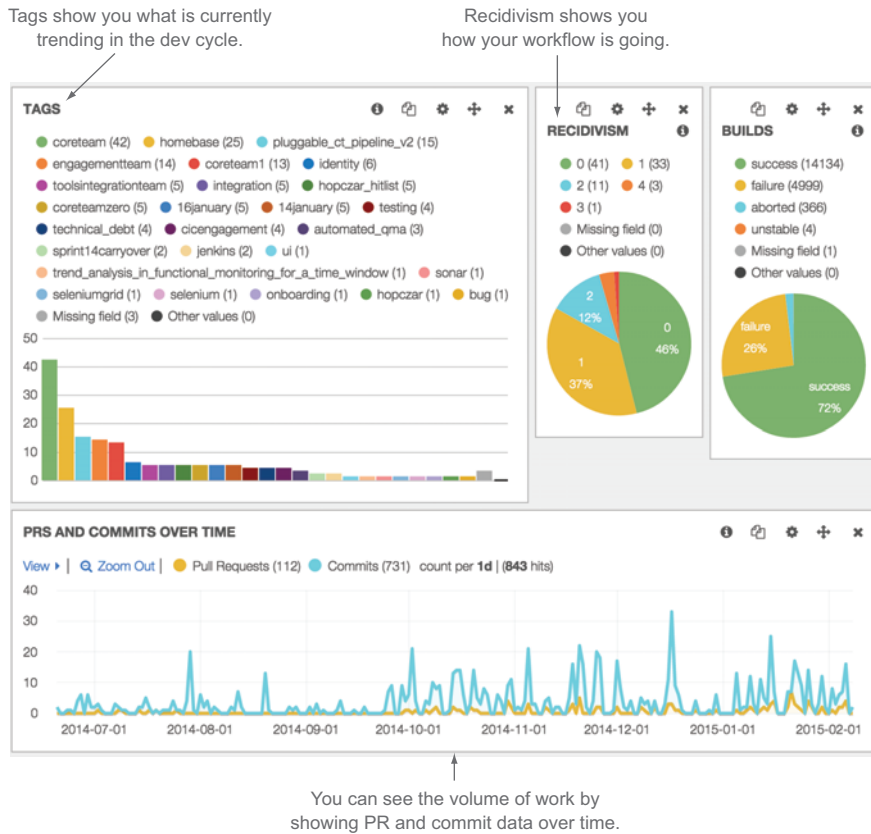 Tags show you what is currently
trending in the dev cycle.
Recidivism shows you
how your workflow is going.
TAGS
coreteam (42) homebase (25) pluggable_ct_pipeline_v2 (15)
engagementteam (14) coreteam1 (13) identity (6)
toolsintegrationteam (5) integration (5) hopczar_hitlist (5)
coreteamzero (5) 16january (5) 14january (5) testing (4)
technical_debt (4) cicengagement (4) automated_qma (3)
sprint14carryover (2) jenkins (2) ui (1)
trend_analysis_in_functional_monitoring_for_a_time_window (1) sonar (1)
seleniumgrid (1) selenium (1) onboarding (1) hopczar (1) bug (1)
Missing field (3) Other values (0)
50
40
30
20
10
0
RECIDIVISM
0 (41) 1 (33)
2 (11) 4 (3)
3 (1)
Missing field (0)
Other values (0)
2
12%
0
46%
1
37%
BUILDS
success (14134)
failure (4999)
aborted (366)
unstable (4)
Missing field (1)
Other values (0)
failure
26%
success
72%
PRS AND COMMITS OVER TIME
View | Zoom Out | Pull Requests (112) Commits (731) count per 1d | (843 hits)
40
30
20
10
0
2014-07-01 2014-08-01 2014-09-01 2014-10-01 2014-11-01 2014-12-01 2015-01-01 2015-02-01
You can see the volume of work by
showing PR and commit data over time.